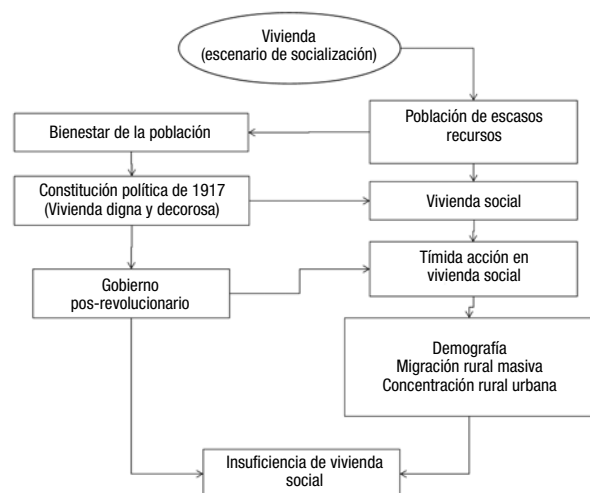 Vivienda
(escenario de socialización)
Bienestar de la población
Población de escasos
recursos
Constitución política de 1917
(Vivienda digna y decorosa)
Vivienda social
Gobierno
pos-revolucionario
Tímida acción en
vivienda social
Demografía
Migración rural masiva
Concentración rural urbana
Insuficiencia de vivienda
social